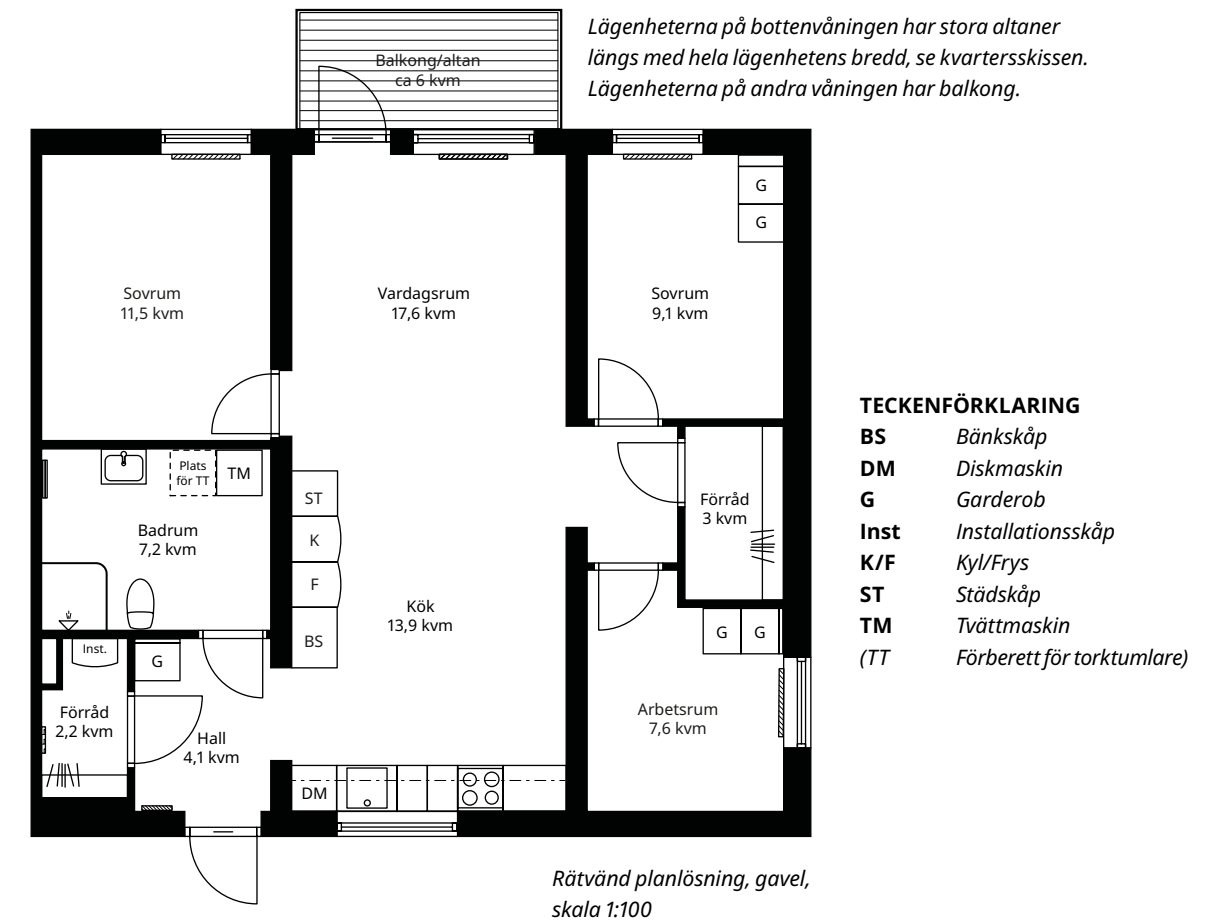 Lägenheterna på bottenvåningen har stora altaner
längs med hela lägenhetens bredd, se kvartersskissen.
Lägenheterna på andra våningen har balkong.
Balkong/altan
ca 6 kvm
G
G
Sovrum
11,5 kvm
Vardagsrum
17,6 kvm
Sovrum
9,1 kvm
TECKENFÖRKLARING
BS Bänkskåp
DM Diskmaskin
G Garderob
Inst Installationsskåp
K/F Kyl/Frys
ST Städskåp
TM Tvättmaskin
(TT Förberett för torktumlare)
Plats
för TT
TM
ST
Förråd
3 kvm
Badrum
7,2 kvm
K
F
Kök
13,9 kvm
BS
G
G
Inst.
G
Förråd
2,2 kvm
Hall
4,1 kvm
Arbetsrum
7,6 kvm
DM
Rätvänd planlösning, gavel,
skala 1:100